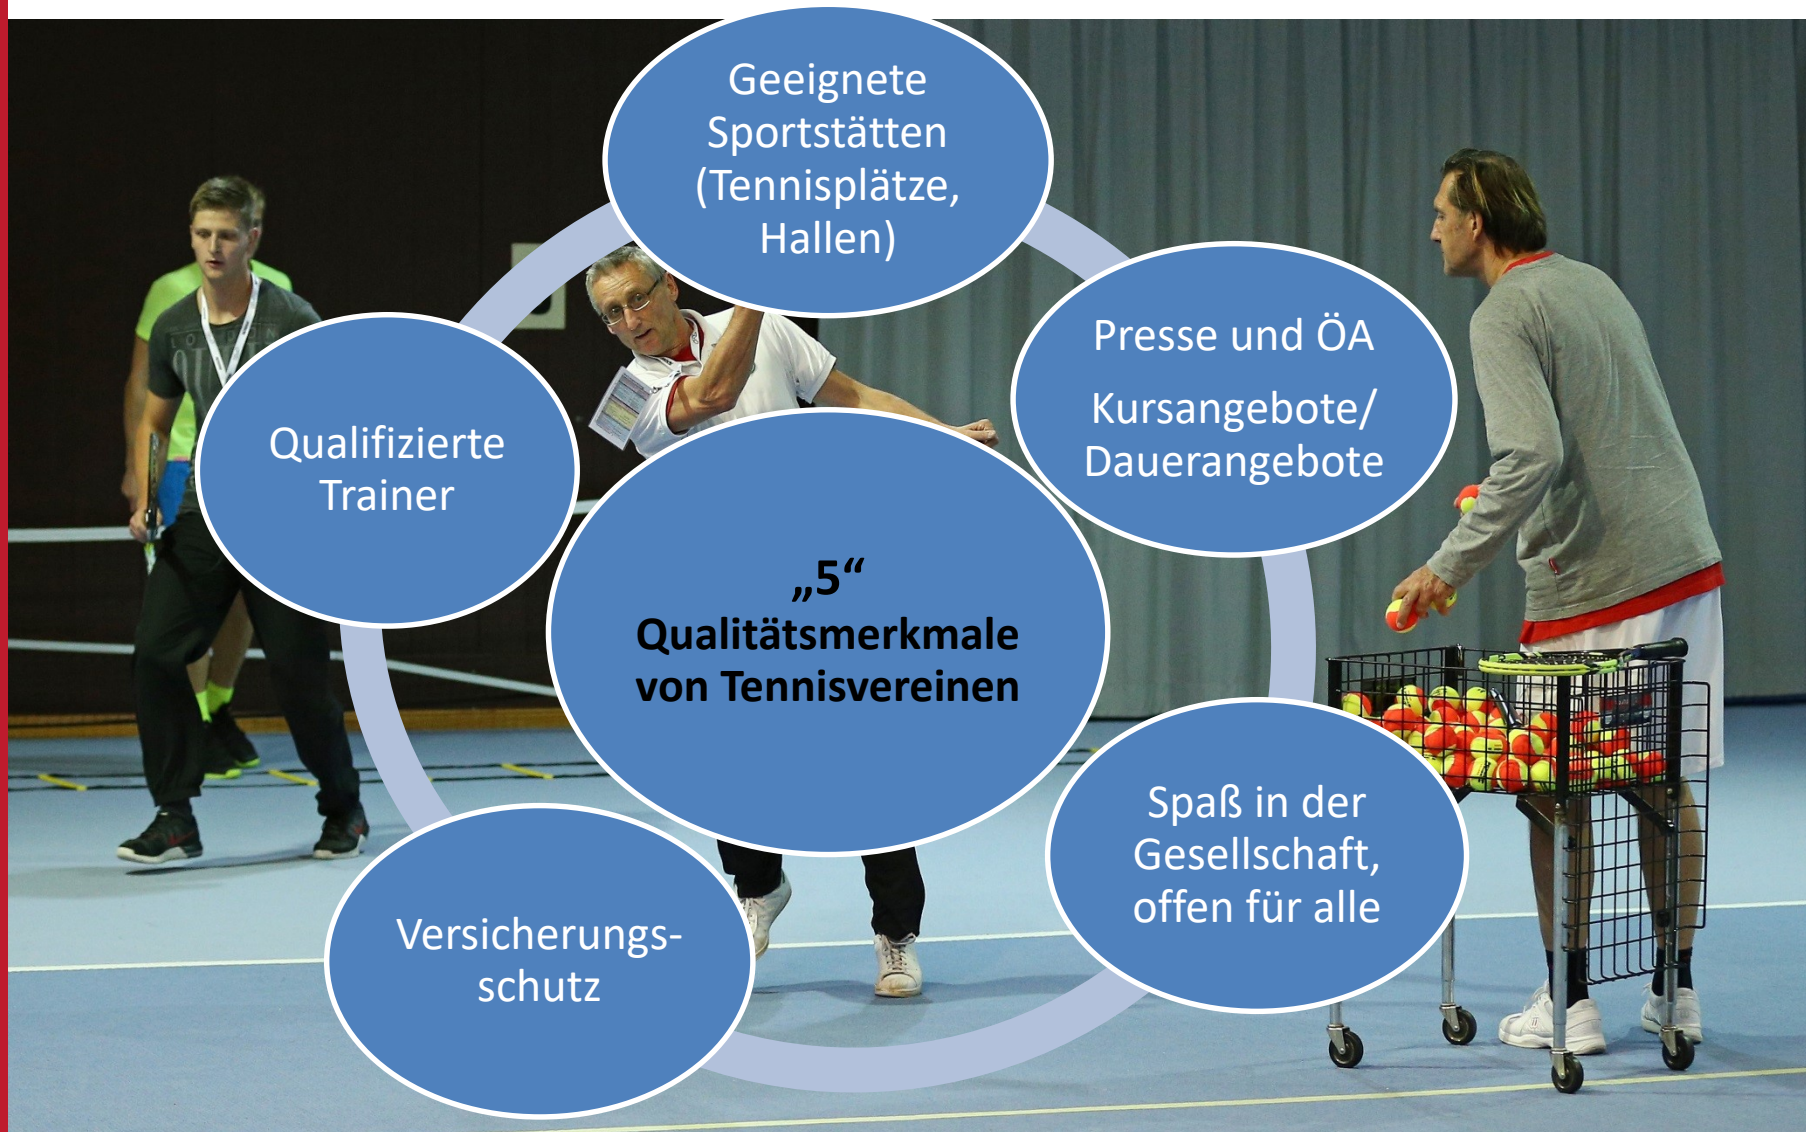 Geeignete
Sportstätten
(Tennisplätze,
Hallen)
Presse und ÖA
Kursangebote/
Dauerangebote
Qualifizierte
Trainer
„5“
Qualitätsmerkmale
von Tennisvereinen
Spaß in der
Gesellschaft,
offen für alle
Versicherungs-
schutz